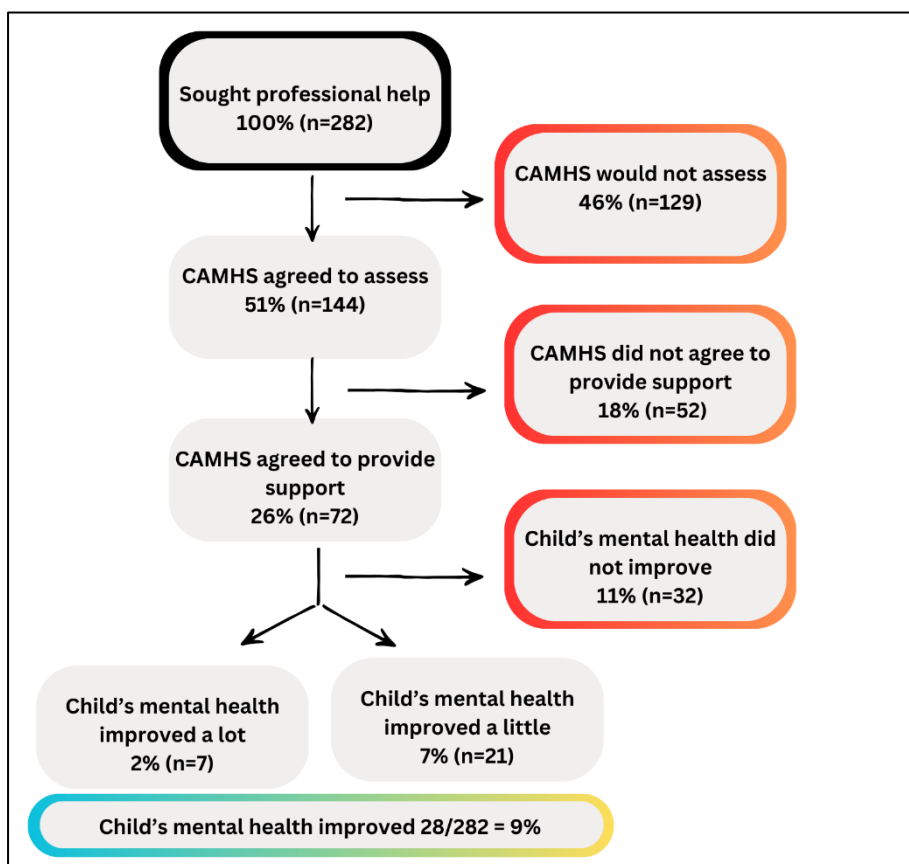 Sought professional help
100% (n=282)
CAMHS would not assess
46% (n=129)
CAMHS agreed to assess
51% (n=144)
CAMHS did not agree to
provide support
18% (n=52)
CAMHS agreed to provide
support
26% (n=72)
Child’s mental health did
not improve
11% (n=32)
Child’s mental health
improved a lot
2% (n=7)
Child’s mental health
improved a little
7% (n=21)
Child’s mental health improved 28/282 = 9%